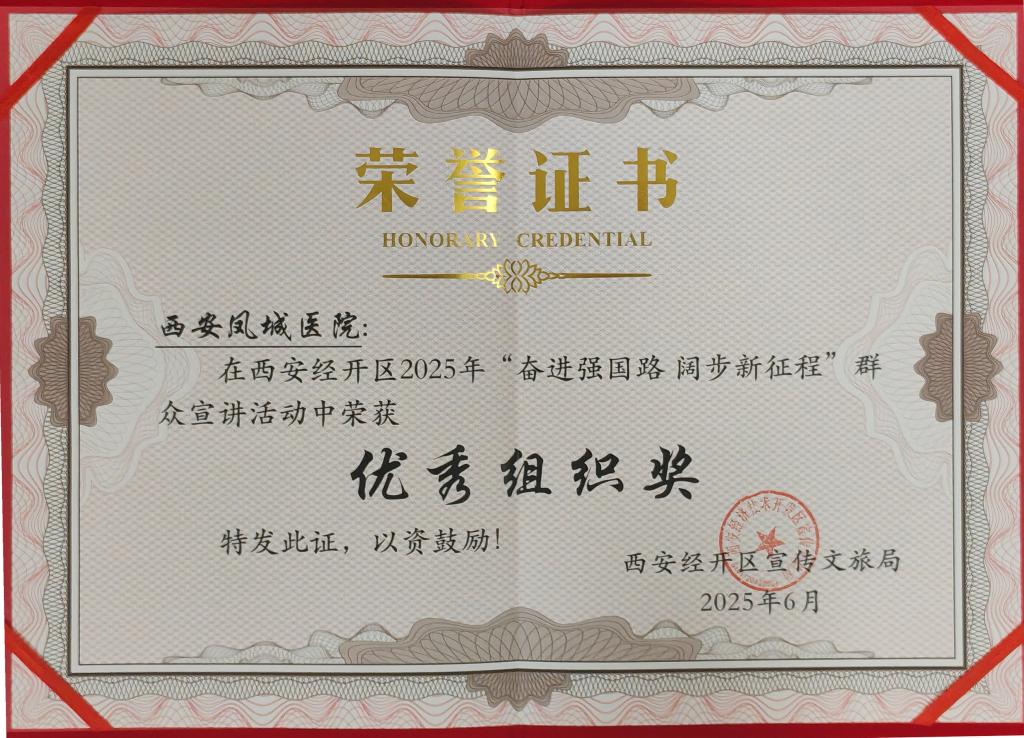 荣誉证书
HONORARY CREDENTIAL
西安凤城医院:
在西安经开区2025年“奋进强国路 阔步新征程”群
众宣讲活动中荣获
优秀组织奖
特发此证，以资鼓励!
西安经开区宣传文旅局
2025年6月